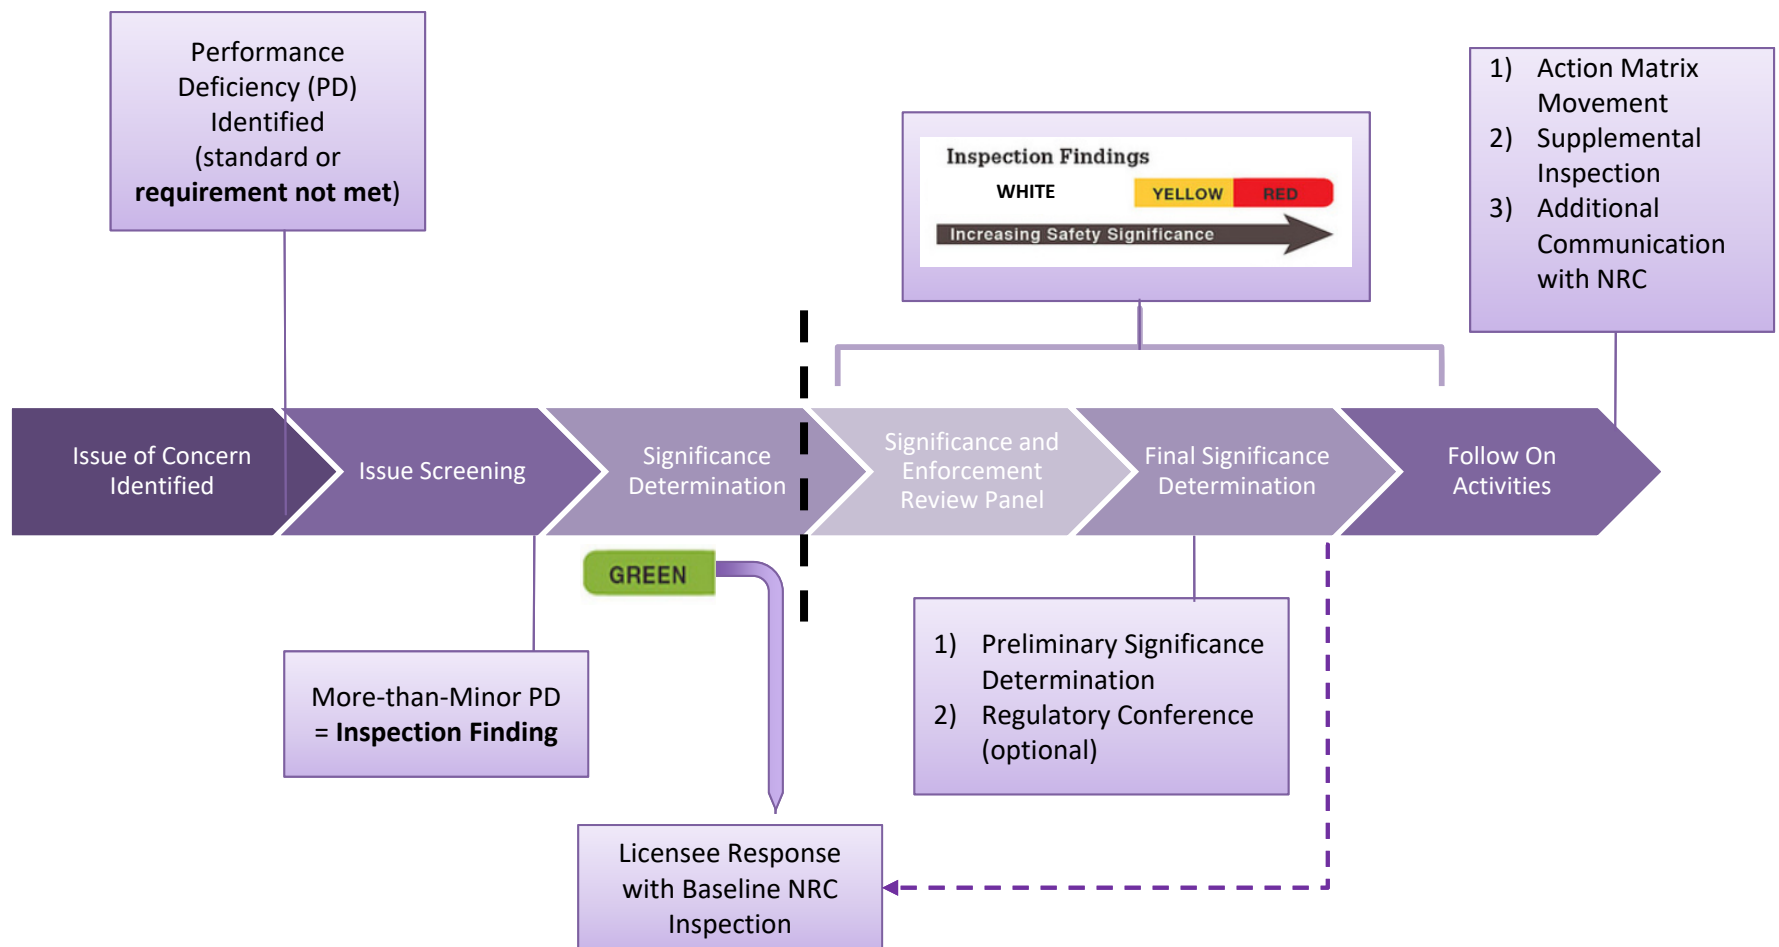 Performance
Deficiency (PD)
Identified
(standard or
requirement not met)
Inspection Findings
WHITE
YELLOW
RED
Increasing Safety Significance
1) Action Matrix
Movement
2) Supplemental
Inspection
3) Additional
Communication
with NRC
Issue of Concern
Identified
Issue Screening
Significance
Determination
Significance and
Enforcement
Review Panel
Final Significance
Determination
Follow On
Activities
GREEN
More-than-Minor PD
= Inspection Finding
1) Preliminary Significance
Determination
2) Regulatory Conference
(optional)
Licensee Response
with Baseline NRC
Inspection